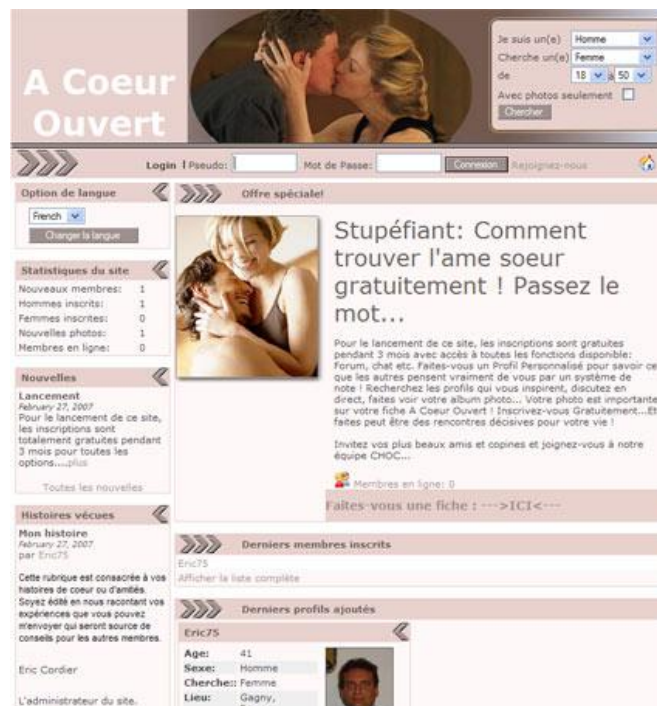 A Coeur
Ouvert
Je suis un(e) Homme
Cherche un(e) Femme
de 18 à 50
Avec photos seulement
Chercher
Login | Pseudo: Mot de Passe: Connexion Rejoignez-nous
Option de langue
French
Changer la langue
Statistiques du site
Nouveaux membres: 1
Hommes inscrits: 1
Femmes inscrites: 0
Nouvelles photos: 1
Membres en ligne: 0
Nouvelles
Lancement
February 27, 2007
Pour le lancement de ce site,
les inscriptions sont
totalement gratuites pendant
3 mois pour toutes les
options....plus
Toutes les nouvelles
Histoires vécues
Mon histoire
February 27, 2007
par Eric75
Cette rubrique est consacrée à vos
histoires de coeur ou d'amitiés.
Soyez édité en nous racontant vos
expériences que vous pouvez
m'envoyer qui seront source de
conseils pour les autres membres.
Eric Cordier
L'administrateur du site.
Offre spéciale!
Stupéfiant: Comment
trouver l'ame soeur
gratuitement ! Passez le
mot...
Pour le lancement de ce site, les inscriptions sont gratuites
pendant 3 mois avec accès à toutes les fonctions disponible:
Forum, chat etc. Faites-vous un Profil Personnalisé pour savoir ce
que les autres pensent vraiment de vous par un système de
note ! Recherchez les profils qui vous inspirent, discutez en
direct, faites voir votre album photo... Votre photo est importante
sur votre fiche A Coeur Ouvert ! Inscrivez-vous Gratuitement...Et
faites peut être des rencontres décisives pour votre vie !
Invitez vos plus beaux amis et copines et joignez-vous à notre
équipe CHOC...
Membres en ligne: 0
Faites-vous une fiche : --->ICI<---
Derniers membres inscrits
Eric75
Afficher la liste complète
Derniers profils ajoutés
Eric75
Age: 41
Sexe: Homme
Cherche:: Femme
Lieu: Gagny,